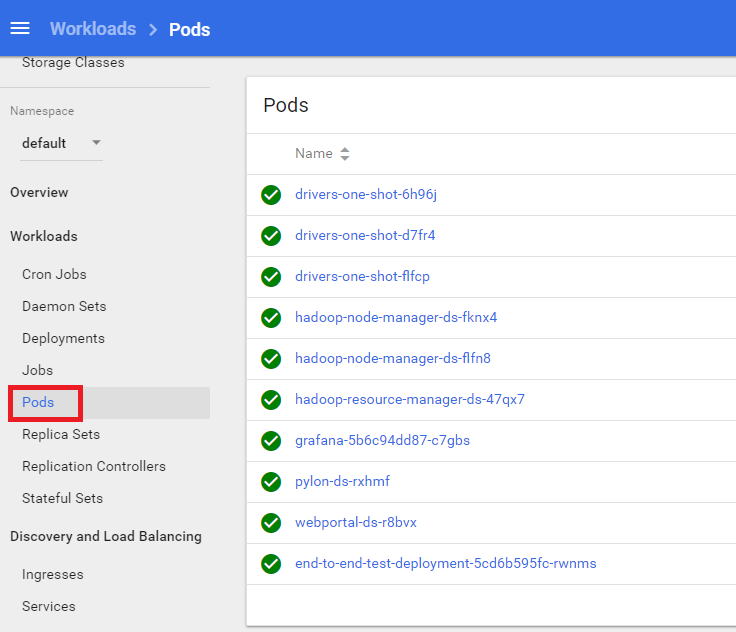 Workloads > Pods
Storage Classes
Namespace
default
Overview
Workloads
Cron Jobs
Daemon Sets
Deployments
Jobs
Pods
Replica Sets
Replication Controllers
Stateful Sets
Discovery and Load Balancing
Ingresses
Services
Pods
Name
drivers-one-shot-6h96j
drivers-one-shot-d7fr4
drivers-one-shot-flfcp
hadoop-node-manager-ds-fknx4
hadoop-node-manager-ds-flfn8
hadoop-resource-manager-ds-47qx7
grafana-5b6c94dd87-c7gbs
pylon-ds-rxhmf
webportal-ds-r8bvx
end-to-end-test-deployment-5cd6b595fc-rwnms